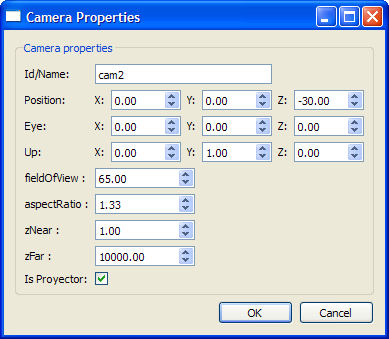 Camera Properties
Camera properties
Id/Name: cam2
Position: X: 0.00 Y: 0.00 Z: -30.00
Eye: X: 0.00 Y: 0.00 Z: 0.00
Up: X: 0.00 Y: 1.00 Z: 0.00
fieldOfView : 65.00
aspectRatio : 1.33
zNear : 1.00
zFar : 10000.00
Is Proyector:
OK Cancel